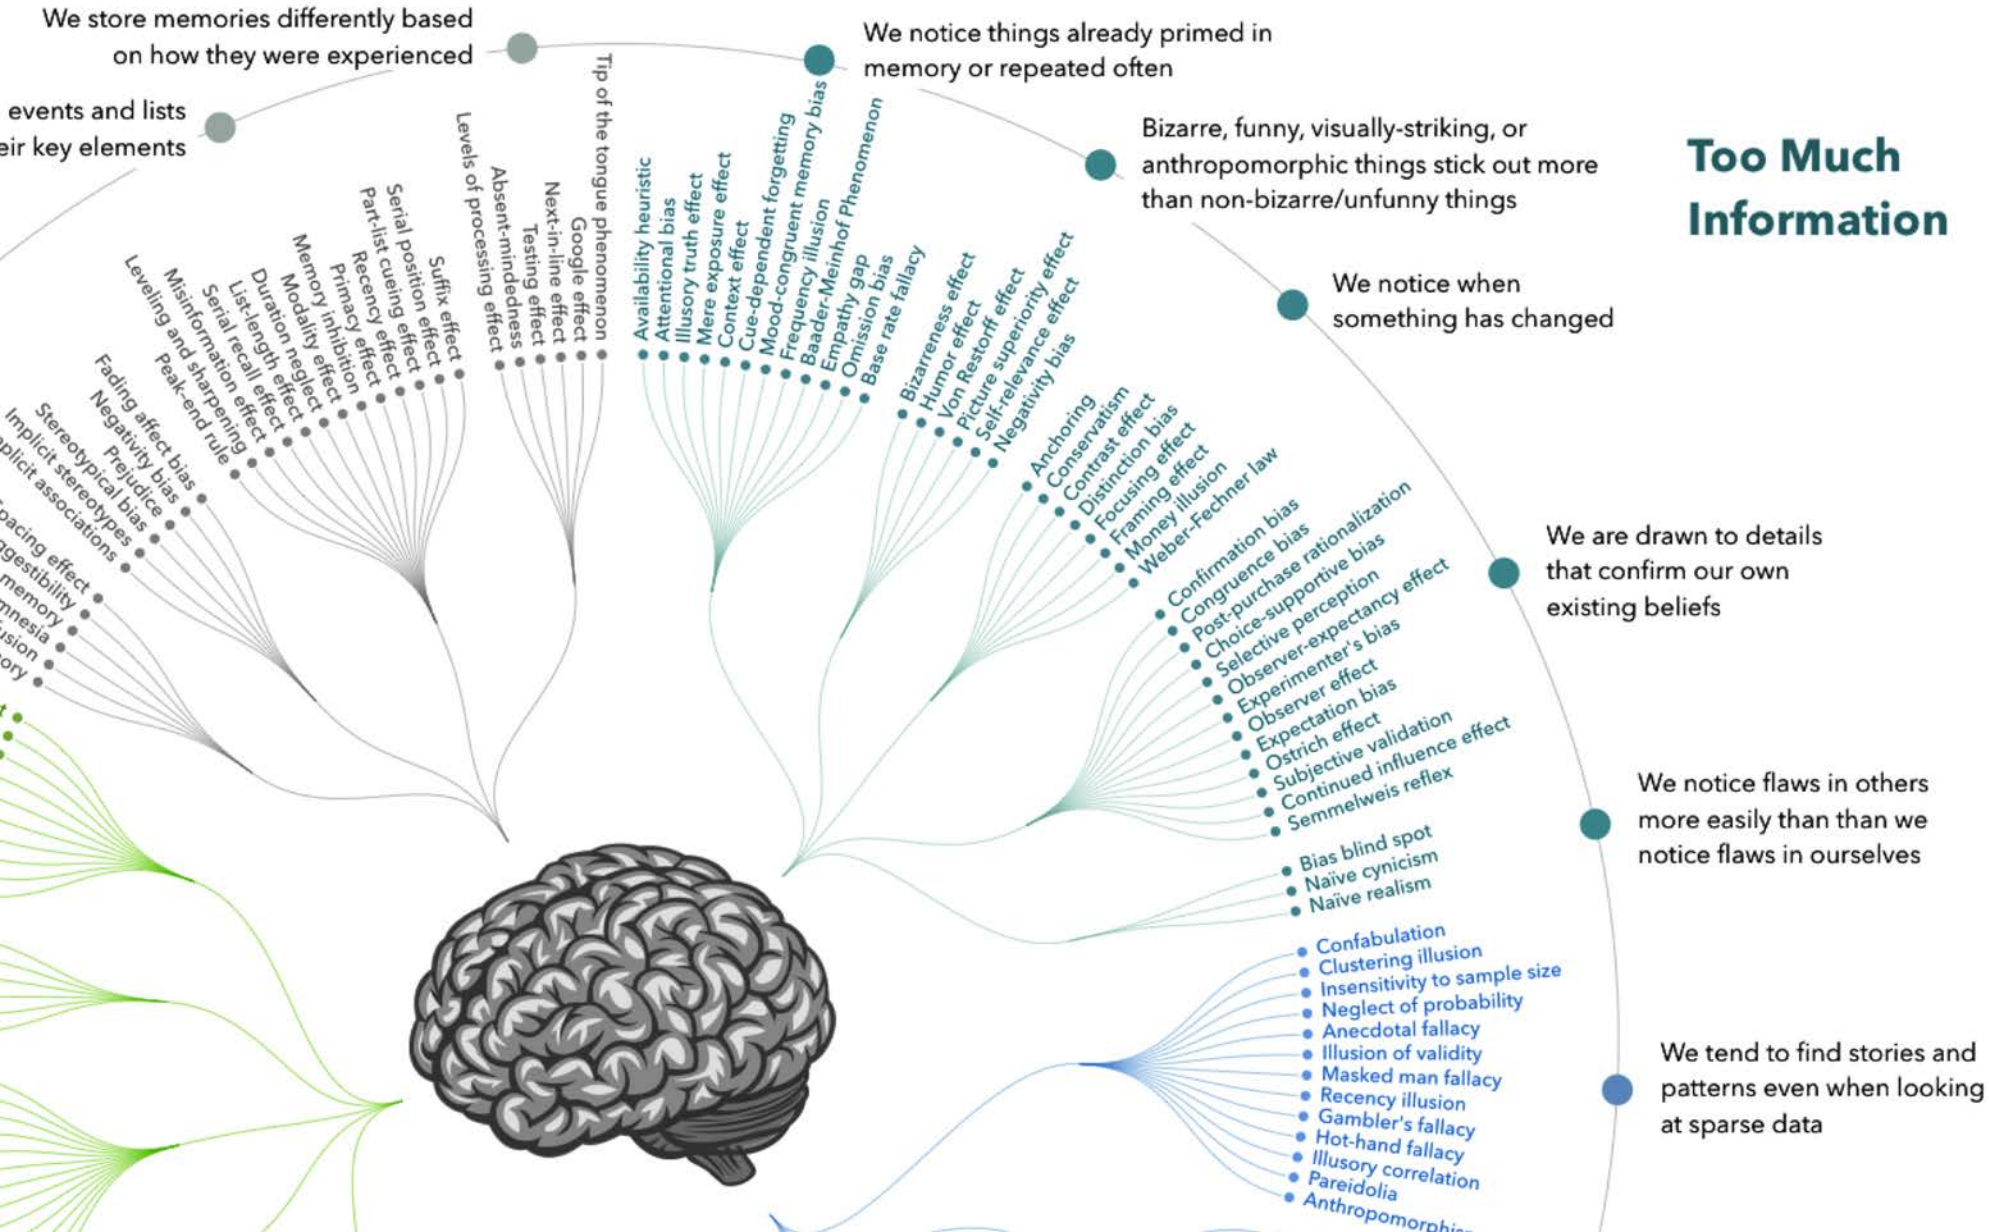 We store memories differently based
on how they were experienced
events and lists
eir key elements
We notice things already primed in
memory or repeated often
Bizarre, funny, visually-striking, or
anthropomorphic things stick out more
than non-bizarre/unfunny things
Too Much
Information
We notice when
something has changed
We are drawn to details
that confirm our own
existing beliefs
We notice flaws in others
more easily than than we
notice flaws in ourselves
We tend to find stories and
patterns even when looking
at sparse data
ory
usion
mnesia
memory
ggestibility
pacing effect
plicit associations
Implicit stereotypes
Stereotypical bias
Prejudice
Negativity bias
Fading affect bias
Peak-end rule
Leveling and sharpening
Misinformation effect
Serial recall effect
List-length effect
Duration neglect
Modality effect
Memory inhibition
Primacy effect
Recency effect
Part-list cueing effect
Serial position effect
Suffix effect
Levels of processing effect
Absent-mindedness
Testing effect
Next-in-line effect
Google effect
Tip of the tongue phenomenon
Availability heuristic
Attentional bias
Illusory truth effect
Mere exposure effect
Context effect
Cue-dependent forgetting
Mood-congruent memory bias
Frequency illusion
Baader-Meinhof Phenomenon
Empathy gap
Omission bias
Base rate fallacy
Bizarreness effect
Humor effect
Von Restorff effect
Picture superiority effect
Self-relevance effect
Negativity bias
Anchoring
Conservatism
Contrast effect
Distinction bias
Focusing effect
Framing effect
Money illusion
Weber–Fechner law
Confirmation bias
Congruence bias
Post-purchase rationalization
Choice-supportive bias
Selective perception
Observer-expectancy effect
Experimenter's bias
Observer effect
Expectation bias
Ostrich effect
Subjective validation
Continued influence effect
Semmelweis reflex
Bias blind spot
Naïve cynicism
Naïve realism
Confabulation
Clustering illusion
Insensitivity to sample size
Neglect of probability
Anecdotal fallacy
Illusion of validity
Masked man fallacy
Recency illusion
Gambler's fallacy
Hot-hand fallacy
Illusory correlation
Pareidolia
Anthropomorphis